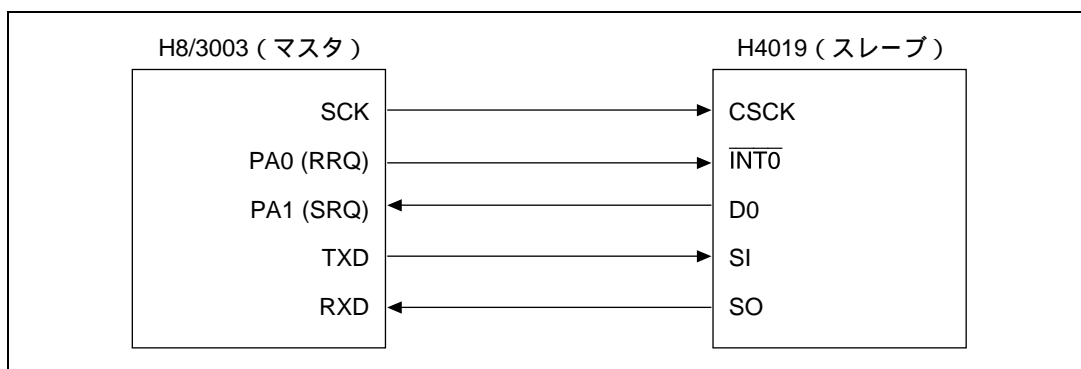 H8/3003（マスタ） H4019（スレーブ）
SCK CSCK
PA0 (RRQ) INT0
PA1 (SRQ) D0
TXD SI
RXD SO